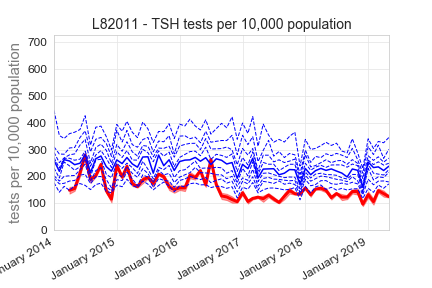 L82011 - TSH tests per 10,000 population
tests per 10,000 population
700
600
500
400
300
200
100
0
nuary 2014
January 2015
January 2016
January 2017
January 2018
January 2019